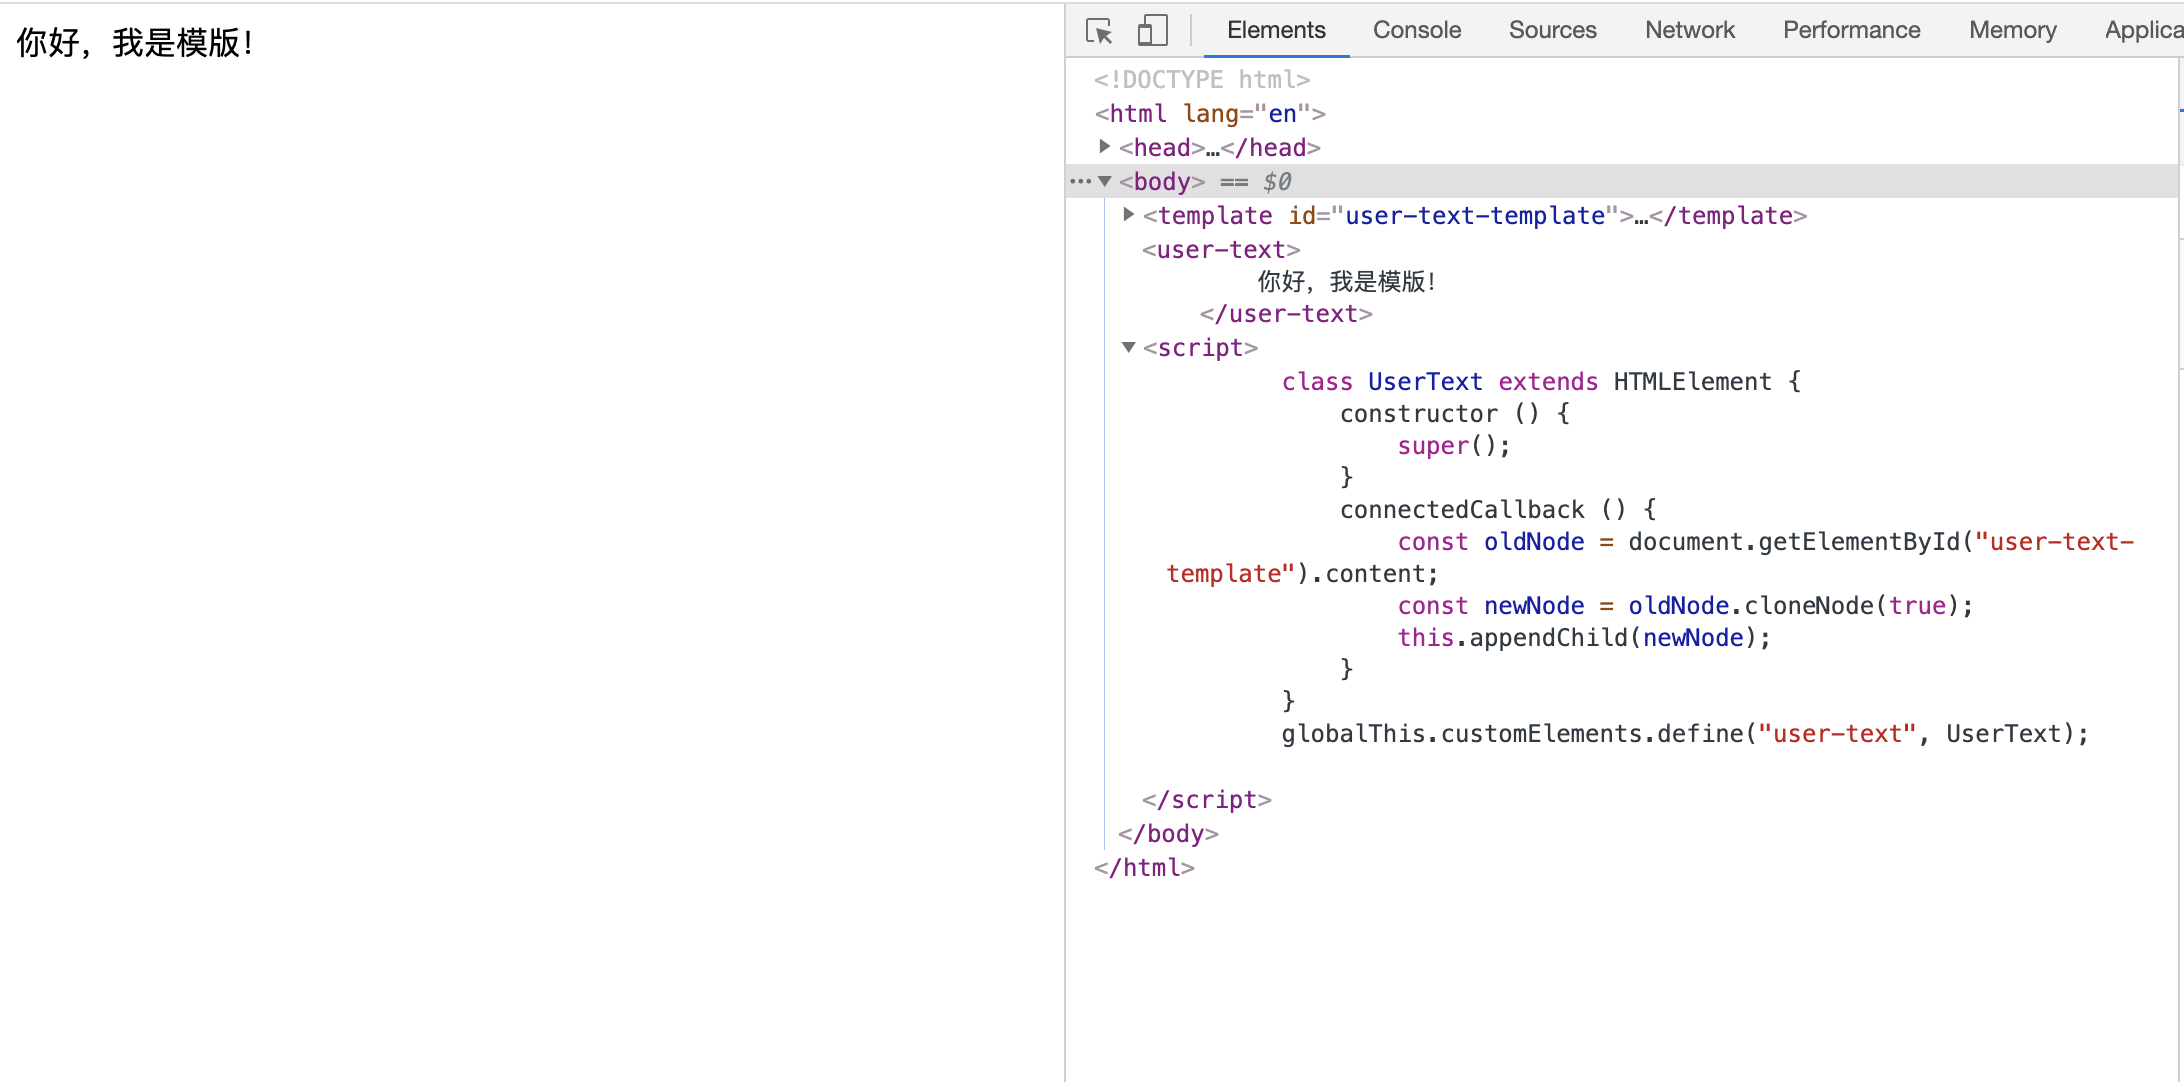 你好，我是模版！
Elements Console Sources Network Performance Memory Applica
<!DOCTYPE html>
<html lang="en">
<head>…</head>
<body> == $0
<template id="user-text-template">…</template>
<user-text>
你好，我是模版！
</user-text>
<script>
class UserText extends HTMLElement {
constructor () {
super();
}
connectedCallback () {
const oldNode = document.getElementById("user-text-
template").content;
const newNode = oldNode.cloneNode(true);
this.appendChild(newNode);
}
}
globalThis.customElements.define("user-text", UserText);
</script>
</body>
</html>